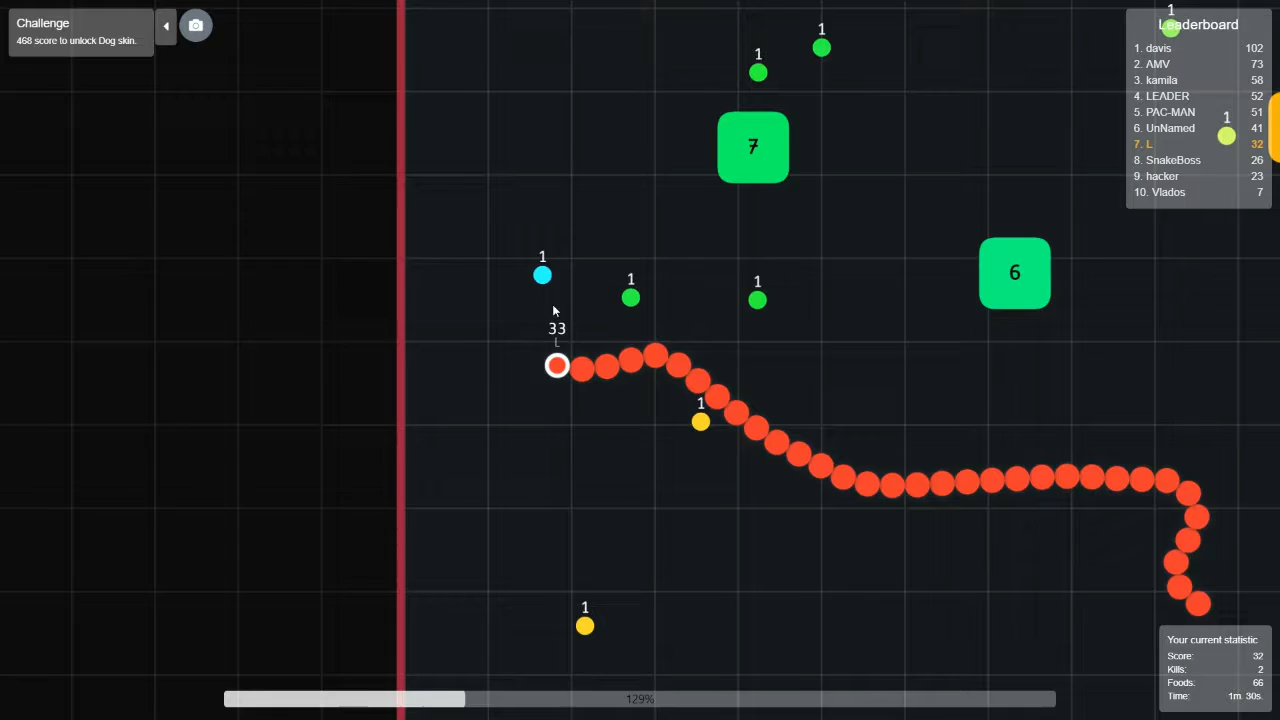 Challenge
468 score to unlock Dog skin.
1
1
1
7
1
1
1
33
L
6
1
1
129%
Leaderboard
1. davis 102
2. AMV 73
3. kamila 58
4. LEADER 52
5. PAC-MAN 51
6. UnNamed 41
7. L 32
8. SnakeBoss 26
9. hacker 23
10. Vlados 7
1
Your current statistic
Score: 32
Kills: 2
Foods: 66
Time: 1m. 30s.